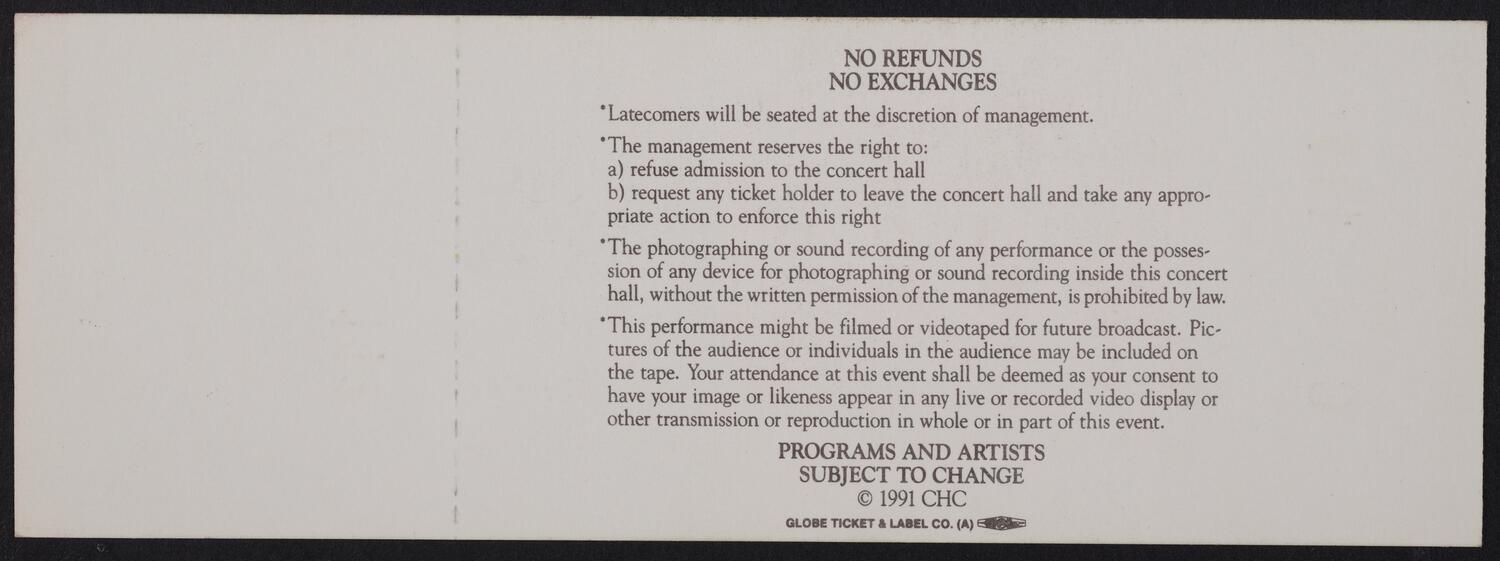 NO REFUNDS
NO EXCHANGES
*Latecomers will be seated at the discretion of management.
*The management reserves the right to:
a) refuse admission to the concert hall
b) request any ticket holder to leave the concert hall and take any appro-
priate action to enforce this right
*The photographing or sound recording of any performance or the posses-
sion of any device for photographing or sound recording inside this concert
hall, without the written permission of the management, is prohibited by law.
*This performance might be filmed or videotaped for future broadcast. Pic-
tures of the audience or individuals in the audience may be included on
the tape. Your attendance at this event shall be deemed as your consent to
have your image or likeness appear in any live or recorded video display or
other transmission or reproduction in whole or in part of this event.
PROGRAMS AND ARTISTS
SUBJECT TO CHANGE
© 1991 CHC
GLOBE TICKET & LABEL CO. (A)